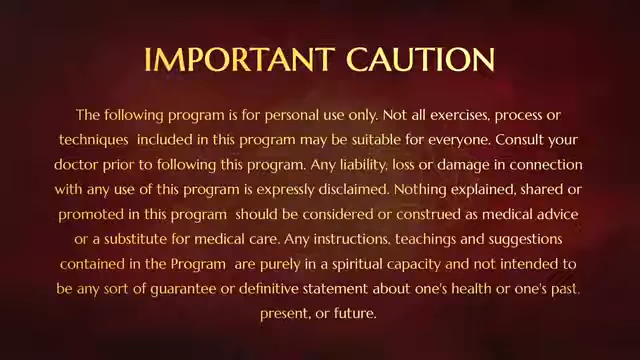 IMPORTANT CAUTION
The following program is for personal use only. Not all exercises, process or
techniques included in this program may be suitable for everyone. Consult your
doctor prior to following this program. Any liability, loss or damage in connection
with any use of this program is expressly disclaimed. Nothing explained, shared or
promoted in this program should be considered or construed as medical advice
or a substitute for medical care. Any instructions, teachings and suggestions
contained in the Program are purely in a spiritual capacity and not intended to
be any sort of guarantee or definitive statement about one's health or one's past,
present, or future.